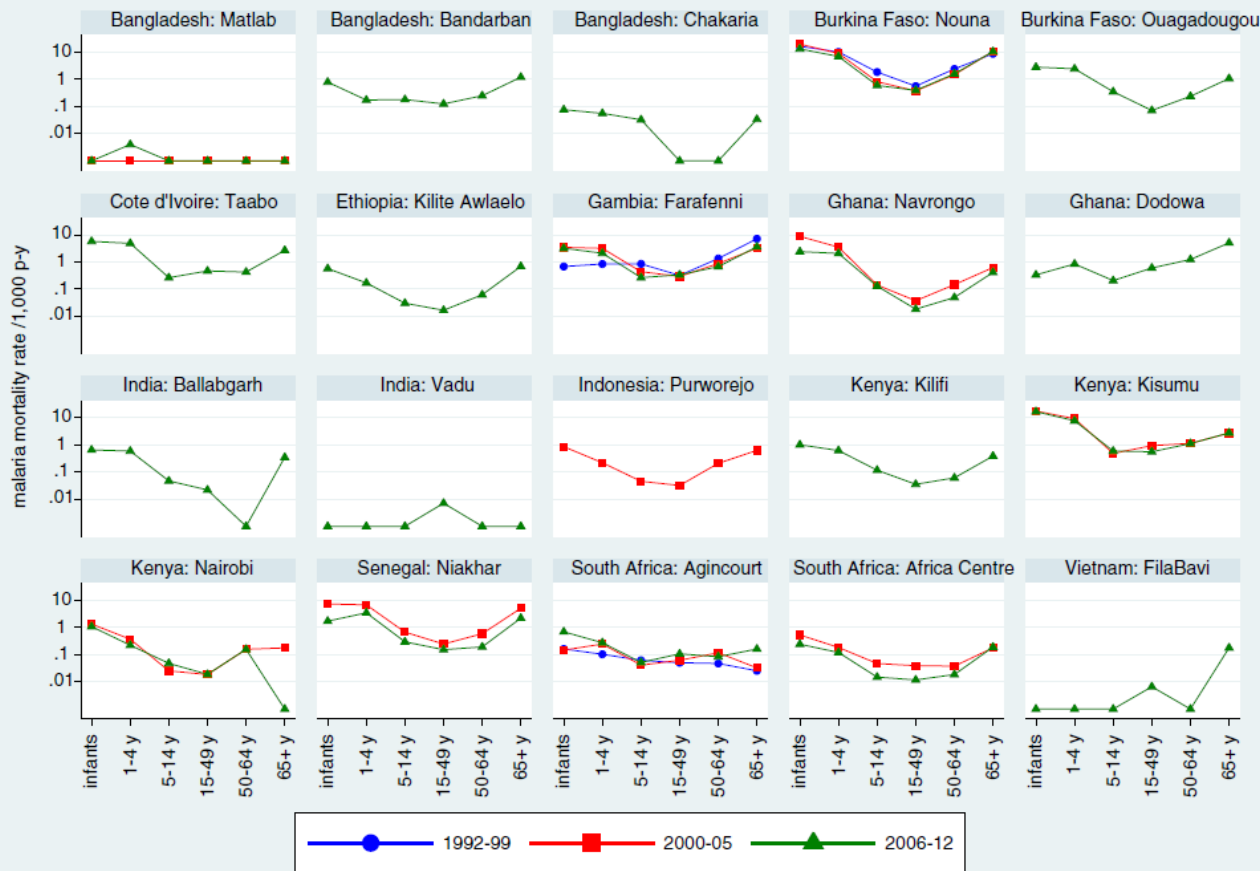 Bangladesh: Matlab
Bangladesh: Bandarban
Bangladesh: Chakaria
Burkina Faso: Nouna
Burkina Faso: Ouagadougou
10
1
.1
.01
Cote d'Ivoire: Taabo
Ethiopia: Kilite Awlaelo
Gambia: Farafenni
Ghana: Navrongo
Ghana: Dodowa
10
1
.1
.01
malaria mortality rate /1,000 p-y
India: Ballabgarh
India: Vadu
Indonesia: Purworejo
Kenya: Kilifi
Kenya: Kisumu
10
1
.1
.01
Kenya: Nairobi
Senegal: Niakhar
South Africa: Agincourt
South Africa: Africa Centre
Vietnam: FilaBavi
10
1
.1
.01
infants
1-4 y
5-14 y
15-49 y
50-64 y
65+ y
infants
1-4 y
5-14 y
15-49 y
50-64 y
65+ y
infants
1-4 y
5-14 y
15-49 y
50-64 y
65+ y
infants
1-4 y
5-14 y
15-49 y
50-64 y
65+ y
infants
1-4 y
5-14 y
15-49 y
50-64 y
65+ y
1992-99
2000-05
2006-12